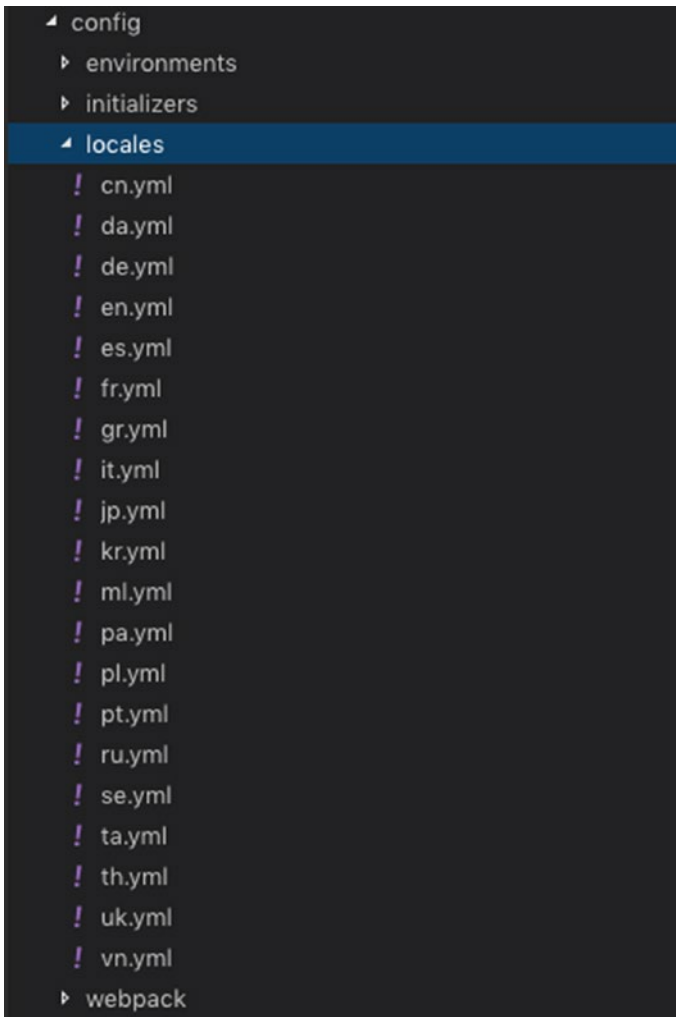 config
environments
initializers
locales
! cn.yml
! da.yml
! de.yml
! en.yml
! es.yml
! fr.yml
! gr.yml
! it.yml
! jp.yml
! kr.yml
! ml.yml
! pa.yml
! pl.yml
! pt.yml
! ru.yml
! se.yml
! ta.yml
! th.yml
! uk.yml
! vn.yml
webpack